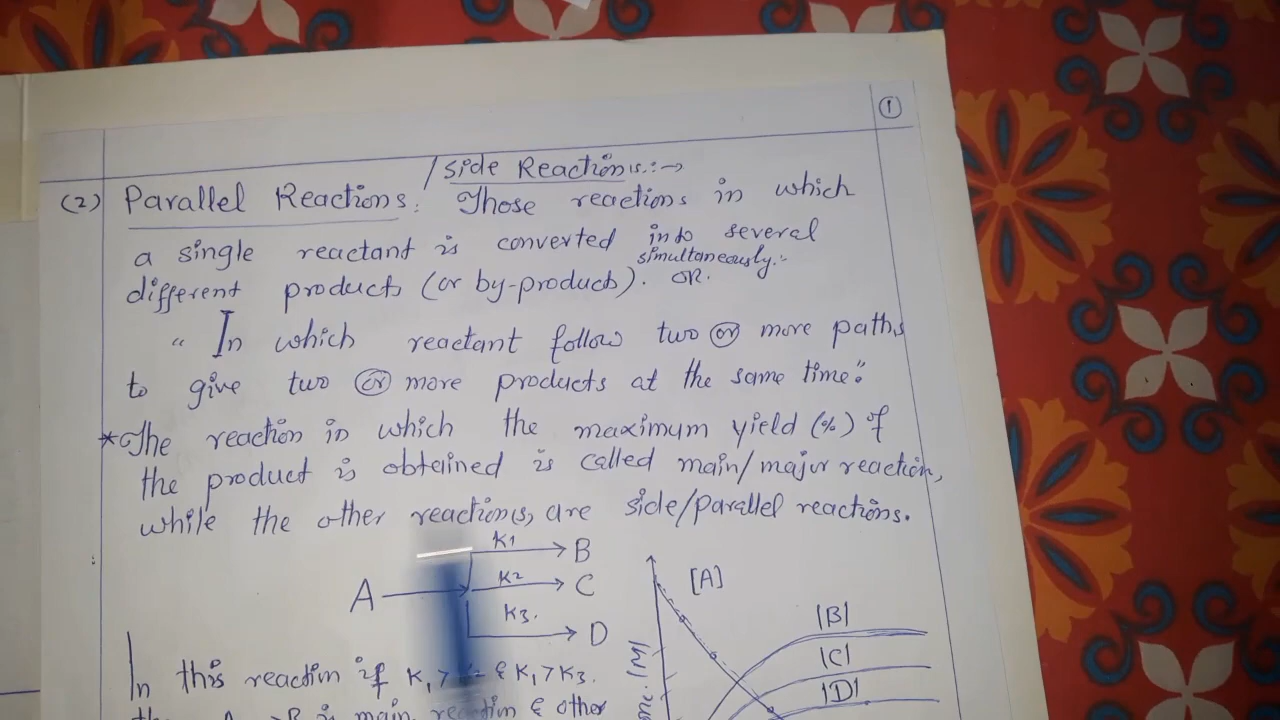 1
/side Reaction(s):→
(2) Parallel Reactions: Those reactions in which
a single reactant is converted into several
simultaneously.
different products (or by-products). OR.
" In which reactant follow two or more paths
to give two or more products at the same time."
*The reaction in which the maximum yield (%) of
the product is obtained is called main/major reaction,
while the other reaction(s) are side/parallel reactions.
K1 B
A K2 C
K3. D
[A]
|B|
|C|
|D|
|M|
In this reaction if K1 > & K1 > K3.
B is main & other